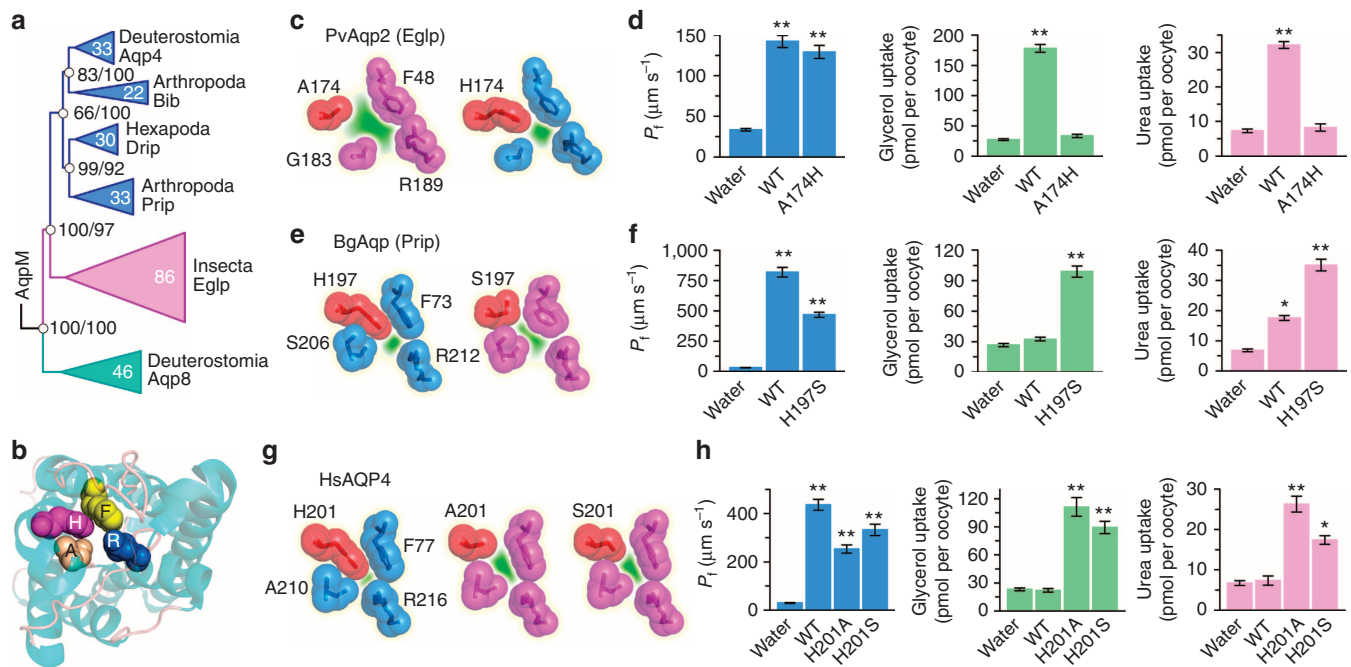 a
33
Deuterostomia
Aqp4
83/100
22
Arthropoda
Bib
66/100
30
Hexapoda
Drip
99/92
33
Arthropoda
Prip
100/97
86
Insecta
Eglp
AqpM
100/100
46
Deuterostomia
Aqp8
b
H
F
A
R
c
PvAqp2 (Eglp)
A174
F48
G183
R189
H174
d
Pf (μm s⁻¹)
150
100
50
0
Water
WT
A174H
**
**
Glycerol uptake
(pmol per oocyte)
200
150
100
50
0
Water
WT
A174H
**
Urea uptake
(pmol per oocyte)
30
20
10
0
Water
WT
A174H
**
e
BgAqp (Prip)
H197
F73
S206
R212
S197
f
Pf (μm s⁻¹)
1,000
750
500
250
0
Water
WT
H197S
**
**
Glycerol uptake
(pmol per oocyte)
120
90
60
30
0
Water
WT
H197S
**
Urea uptake
(pmol per oocyte)
40
30
20
10
0
Water
WT
H197S
*
**
g
HsAQP4
H201
F77
A210
R216
A201
S201
h
Pf (μm s⁻¹)
400
200
0
Water
WT
H201A
H201S
**
**
**
Glycerol uptake
(pmol per oocyte)
150
120
90
60
30
0
Water
WT
H201A
H201S
**
**
Urea uptake
(pmol per oocyte)
30
20
10
0
Water
WT
H201A
H201S
**
*